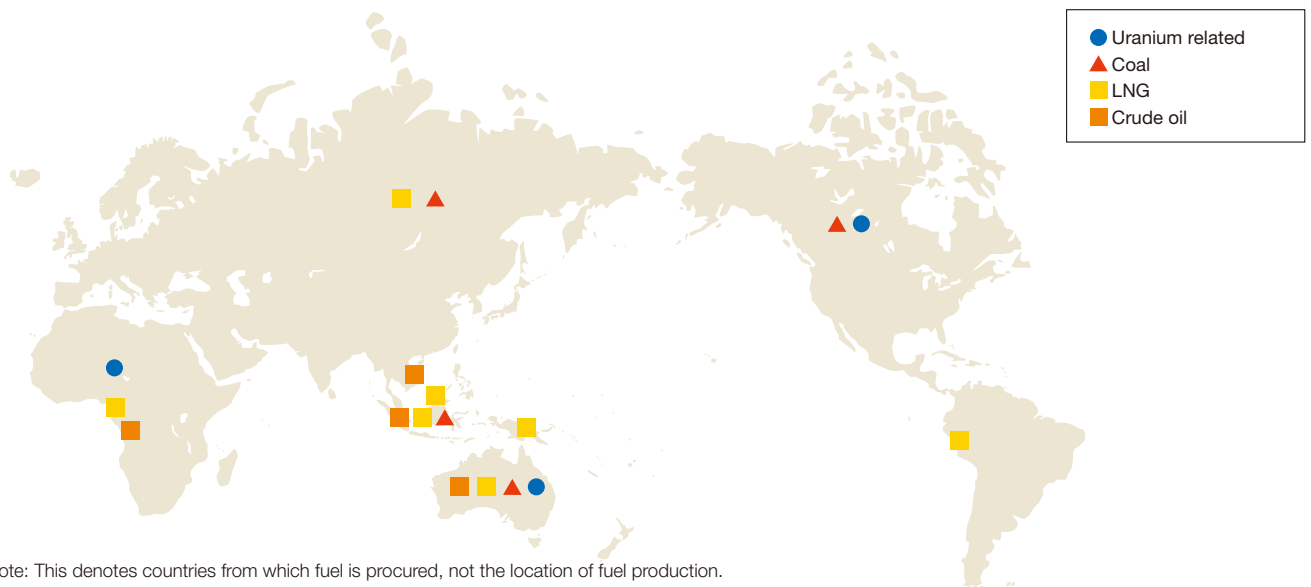 Uranium related
Coal
LNG
Crude oil
ote: This denotes countries from which fuel is procured, not the location of fuel production.